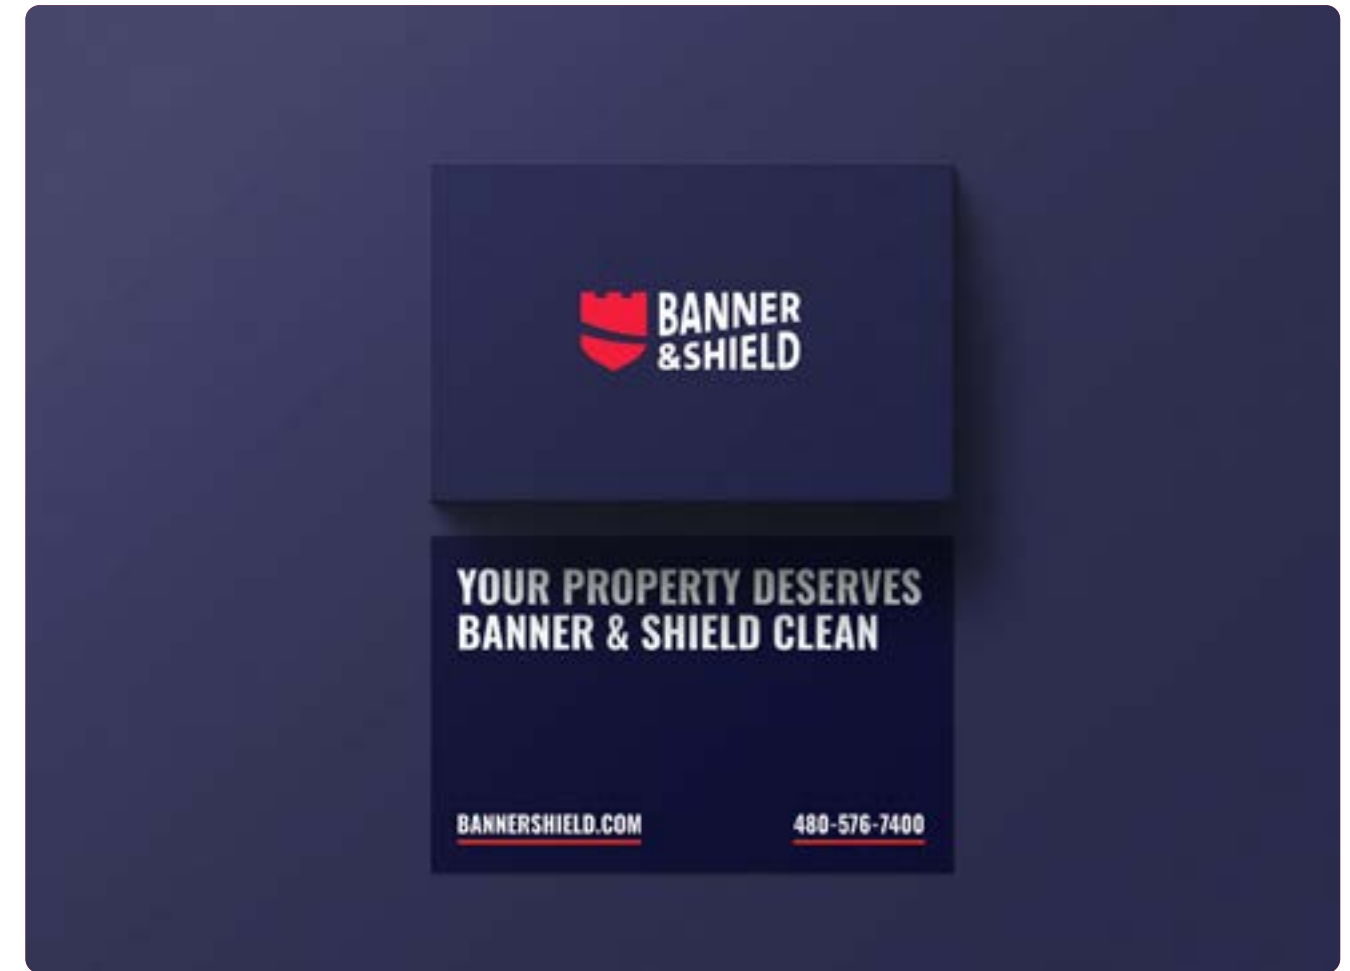 BANNER
&SHIELD
YOUR PROPERTY DESERVES
BANNER & SHIELD CLEAN
BANNERSHIELD.COM 480-576-7400